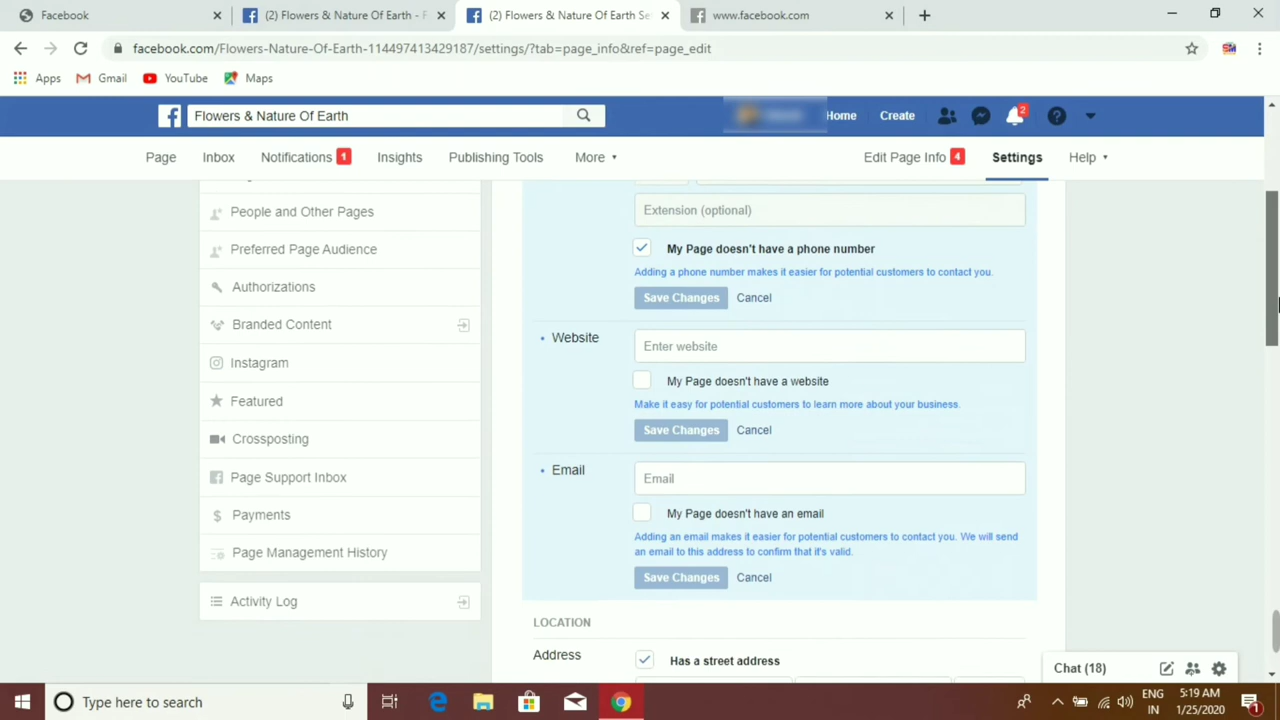 Facebook
(2) Flowers & Nature Of Earth - F
(2) Flowers & Nature Of Earth Se
www.facebook.com
facebook.com/Flowers-Nature-Of-Earth-114497413429187/settings/?tab=page_info&ref=page_edit
Apps
Gmail
YouTube
Maps
Flowers & Nature Of Earth
Home
Create
2
Page
Inbox
Notifications 1
Insights
Publishing Tools
More
Edit Page Info 4
Settings
Help
People and Other Pages
Preferred Page Audience
Authorizations
Branded Content
Instagram
Featured
Crossposting
Page Support Inbox
Payments
Page Management History
Activity Log
Extension (optional)
My Page doesn't have a phone number
Adding a phone number makes it easier for potential customers to contact you.
Save Changes Cancel
Website
Enter website
My Page doesn't have a website
Make it easy for potential customers to learn more about your business.
Save Changes Cancel
Email
Email
My Page doesn't have an email
Adding an email makes it easier for potential customers to contact you. We will send
an email to this address to confirm that it's valid.
Save Changes Cancel
LOCATION
Address
Has a street address
Chat (18)
Type here to search
ENG
IN
5:19 AM
1/25/2020
1